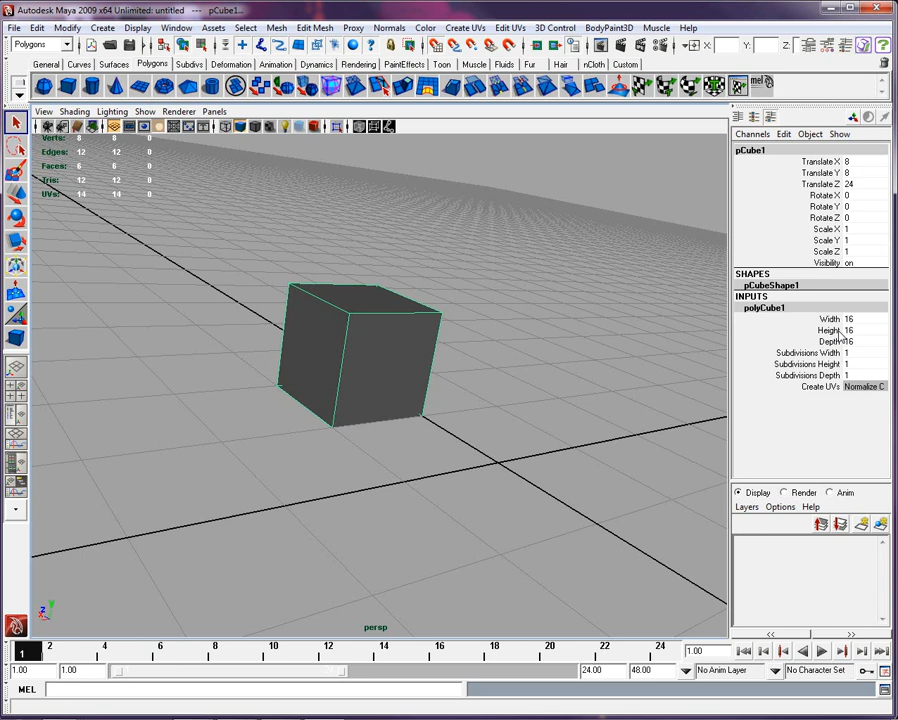 Autodesk Maya 2009 x64 Unlimited: untitled --- pCube1...
File Edit Modify Create Display Window Assets Select Mesh Edit Mesh Proxy Normals Color Create UVs Edit UVs 3D Control BodyPaint3D Muscle Help
Polygons X: Y: Z:
General Curves Surfaces Polygons Subdivs Deformation Animation Dynamics Rendering PaintEffects Toon Muscle Fluids Fur Hair nCloth Custom
mel
View Shading Lighting Show Renderer Panels
Verts: 8 8 0
Edges: 12 12 0
Faces: 6 6 0
Tris: 12 12 0
UVs: 14 14 0
persp
Channels Edit Object Show
pCube1
Translate X 8
Translate Y 8
Translate Z 24
Rotate X 0
Rotate Y 0
Rotate Z 0
Scale X 1
Scale Y 1
Scale Z 1
Visibility on
SHAPES
pCubeShape1
INPUTS
polyCube1
Width 16
Height 16
Depth 16
Subdivisions Width 1
Subdivisions Height 1
Subdivisions Depth 1
Create UVs Normalize C
Display Render Anim
Layers Options Help
<< >>
1 2 4 6 8 10 12 14 16 18 20 22 24 1.00
1.00 1.00 24.00 48.00 No Anim Layer No Character Set
MEL